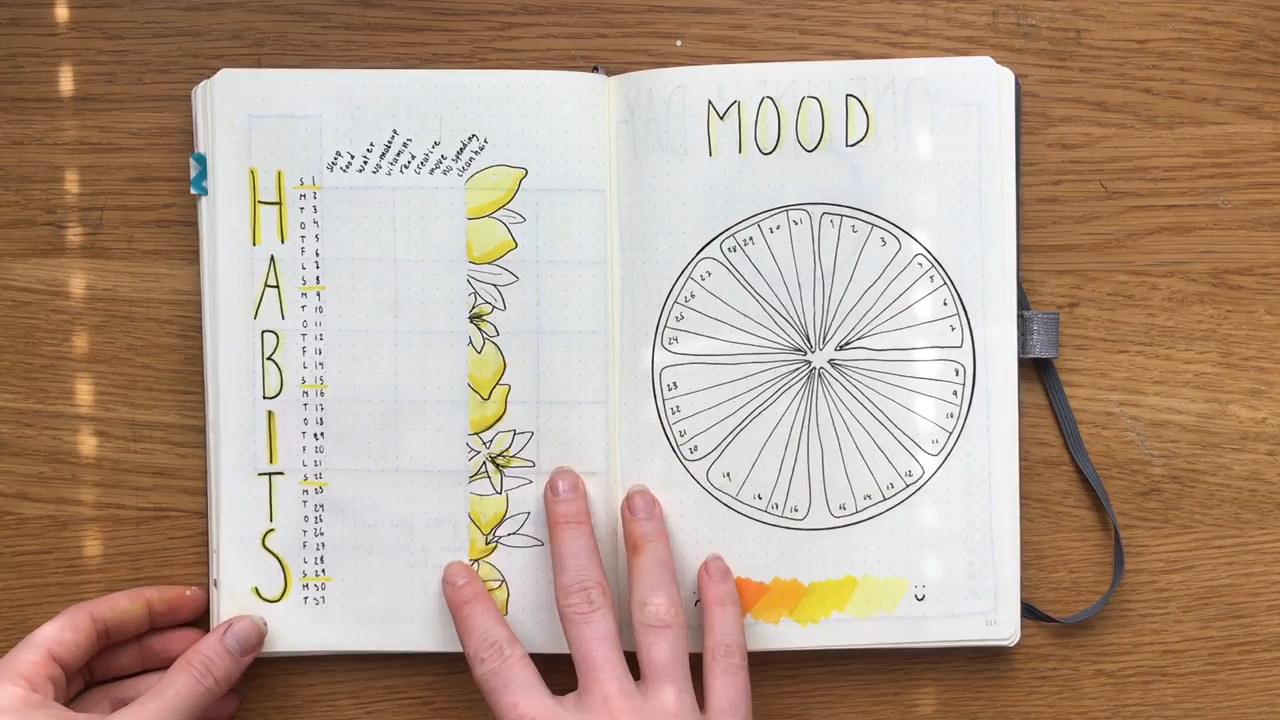 HABITS
sleep
food
water
no-makeup
vitamins
read
creative
move
no spending
clean hair
S 1
M 2
T 3
O 4
T 5
F 6
L 7
S 8
M 9
T 10
O 11
T 12
F 13
L 14
S 15
M 16
T 17
O 18
T 19
F 20
L 21
S 22
M 23
T 24
O 25
T 26
F 27
L 28
S 29
M 30
T 31
MOOD
1
2
3
4
5
6
7
8
9
10
11
12
13
14
15
16
17
18
19
20
21
22
23
24
25
26
27
28
29
30
31